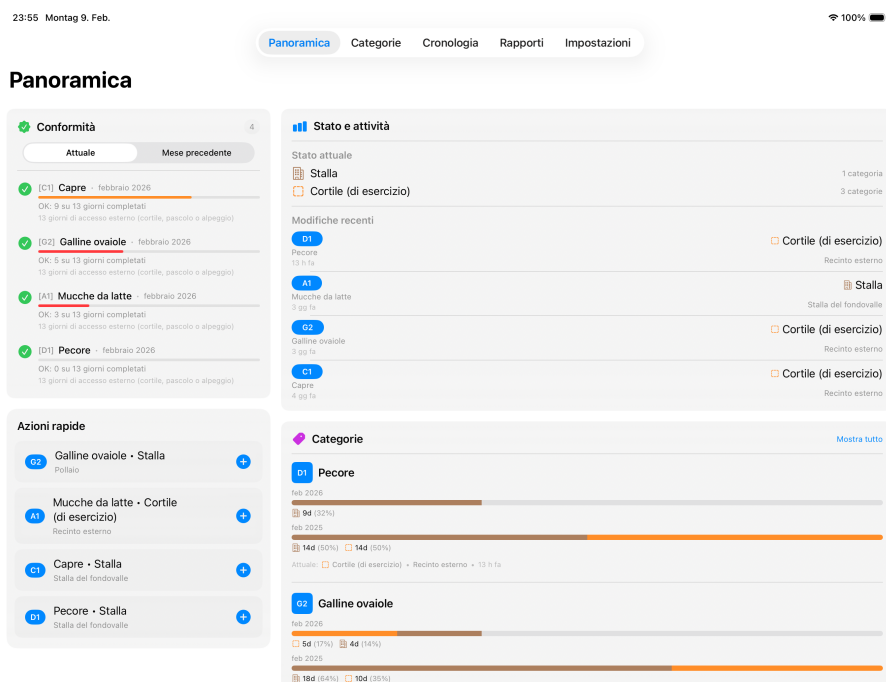 23:55 Montag 9. Feb.
100%
Panoramica
Categorie
Cronologia
Rapporti
Impostazioni
Panoramica
Conformità
4
Attuale
Mese precedente
[C1] Capre · febbraio 2026
OK: 9 su 13 giorni completati
13 giorni di accesso esterno (cortile, pascolo o alpeggio)
[G2] Galline ovaiole · febbraio 2026
OK: 5 su 13 giorni completati
13 giorni di accesso esterno (cortile, pascolo o alpeggio)
[A1] Mucche da latte · febbraio 2026
OK: 3 su 13 giorni completati
13 giorni di accesso esterno (cortile, pascolo o alpeggio)
[D1] Pecore · febbraio 2026
OK: 0 su 13 giorni completati
13 giorni di accesso esterno (cortile, pascolo o alpeggio)
Azioni rapide
G2
Galline ovaiole • Stalla
Pollaio
A1
Mucche da latte • Cortile
(di esercizio)
Recinto esterno
C1
Capre • Stalla
Stalla del fondovalle
D1
Pecore • Stalla
Stalla del fondovalle
Stato e attività
Stato attuale
Stalla
1 categoria
Cortile (di esercizio)
3 categorie
Modifiche recenti
D1
Pecore
13 h fa
Cortile (di esercizio)
Recinto esterno
A1
Mucche da latte
3 gg fa
Stalla
Stalla del fondovalle
G2
Galline ovaiole
3 gg fa
Cortile (di esercizio)
Recinto esterno
C1
Capre
4 gg fa
Cortile (di esercizio)
Recinto esterno
Categorie
Mostra tutto
D1 Pecore
feb 2026
9d (32%)
feb 2025
14d (50%) 14d (50%)
Attuale: Cortile (di esercizio) • Recinto esterno • 13 h fa
G2 Galline ovaiole
feb 2026
5d (17%) 4d (14%)
feb 2025
18d (64%) 10d (35%)